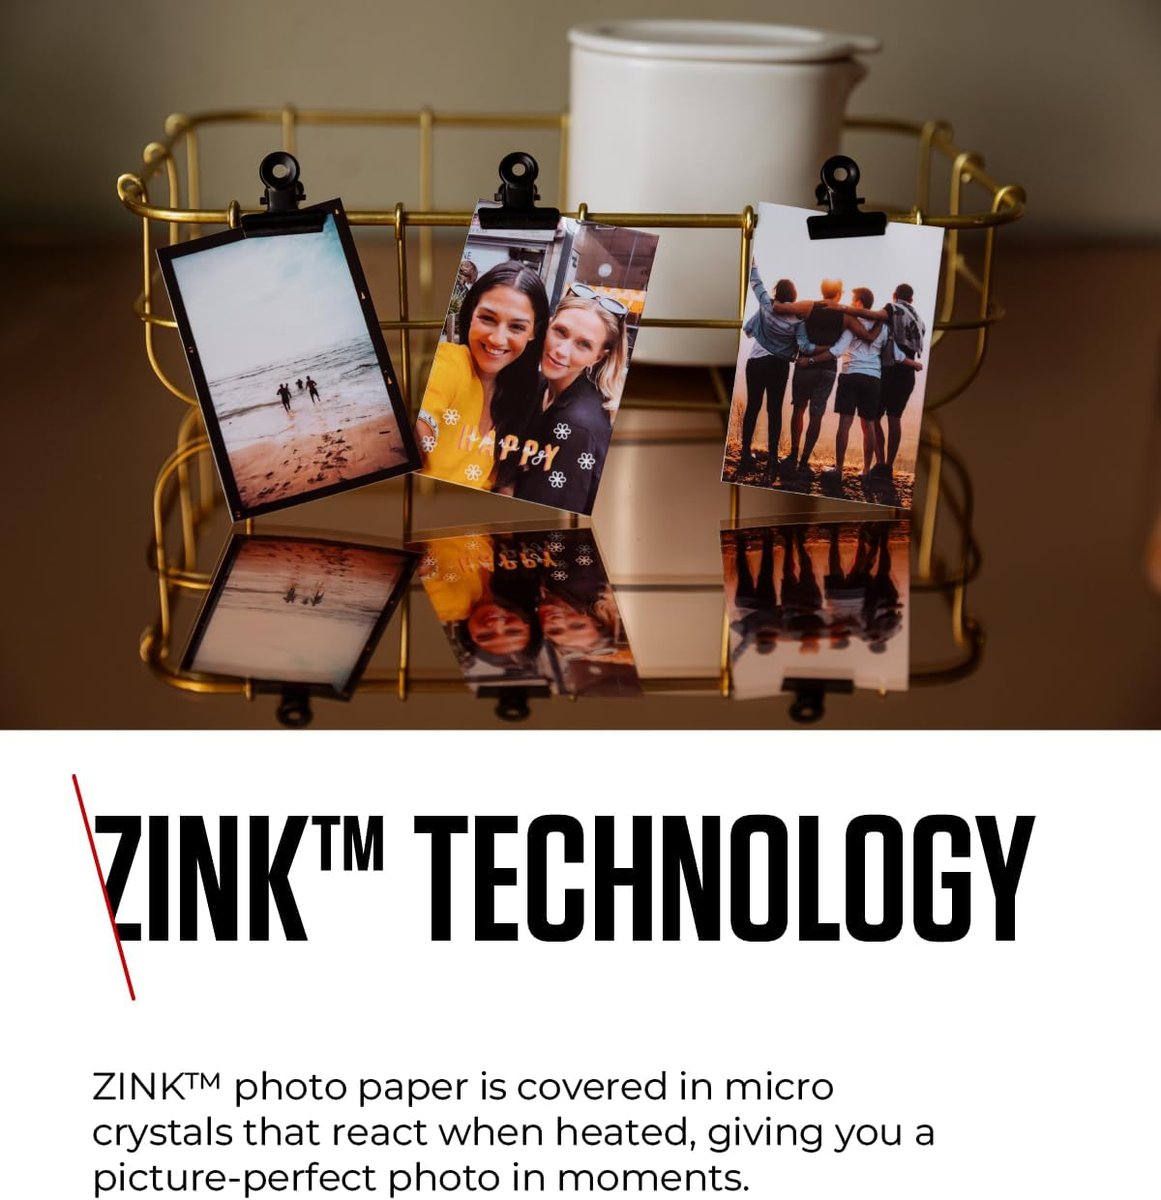 HAPPY
ZINK™ TECHNOLOGY
ZINK™ photo paper is covered in micro
crystals that react when heated, giving you a
picture-perfect photo in moments.